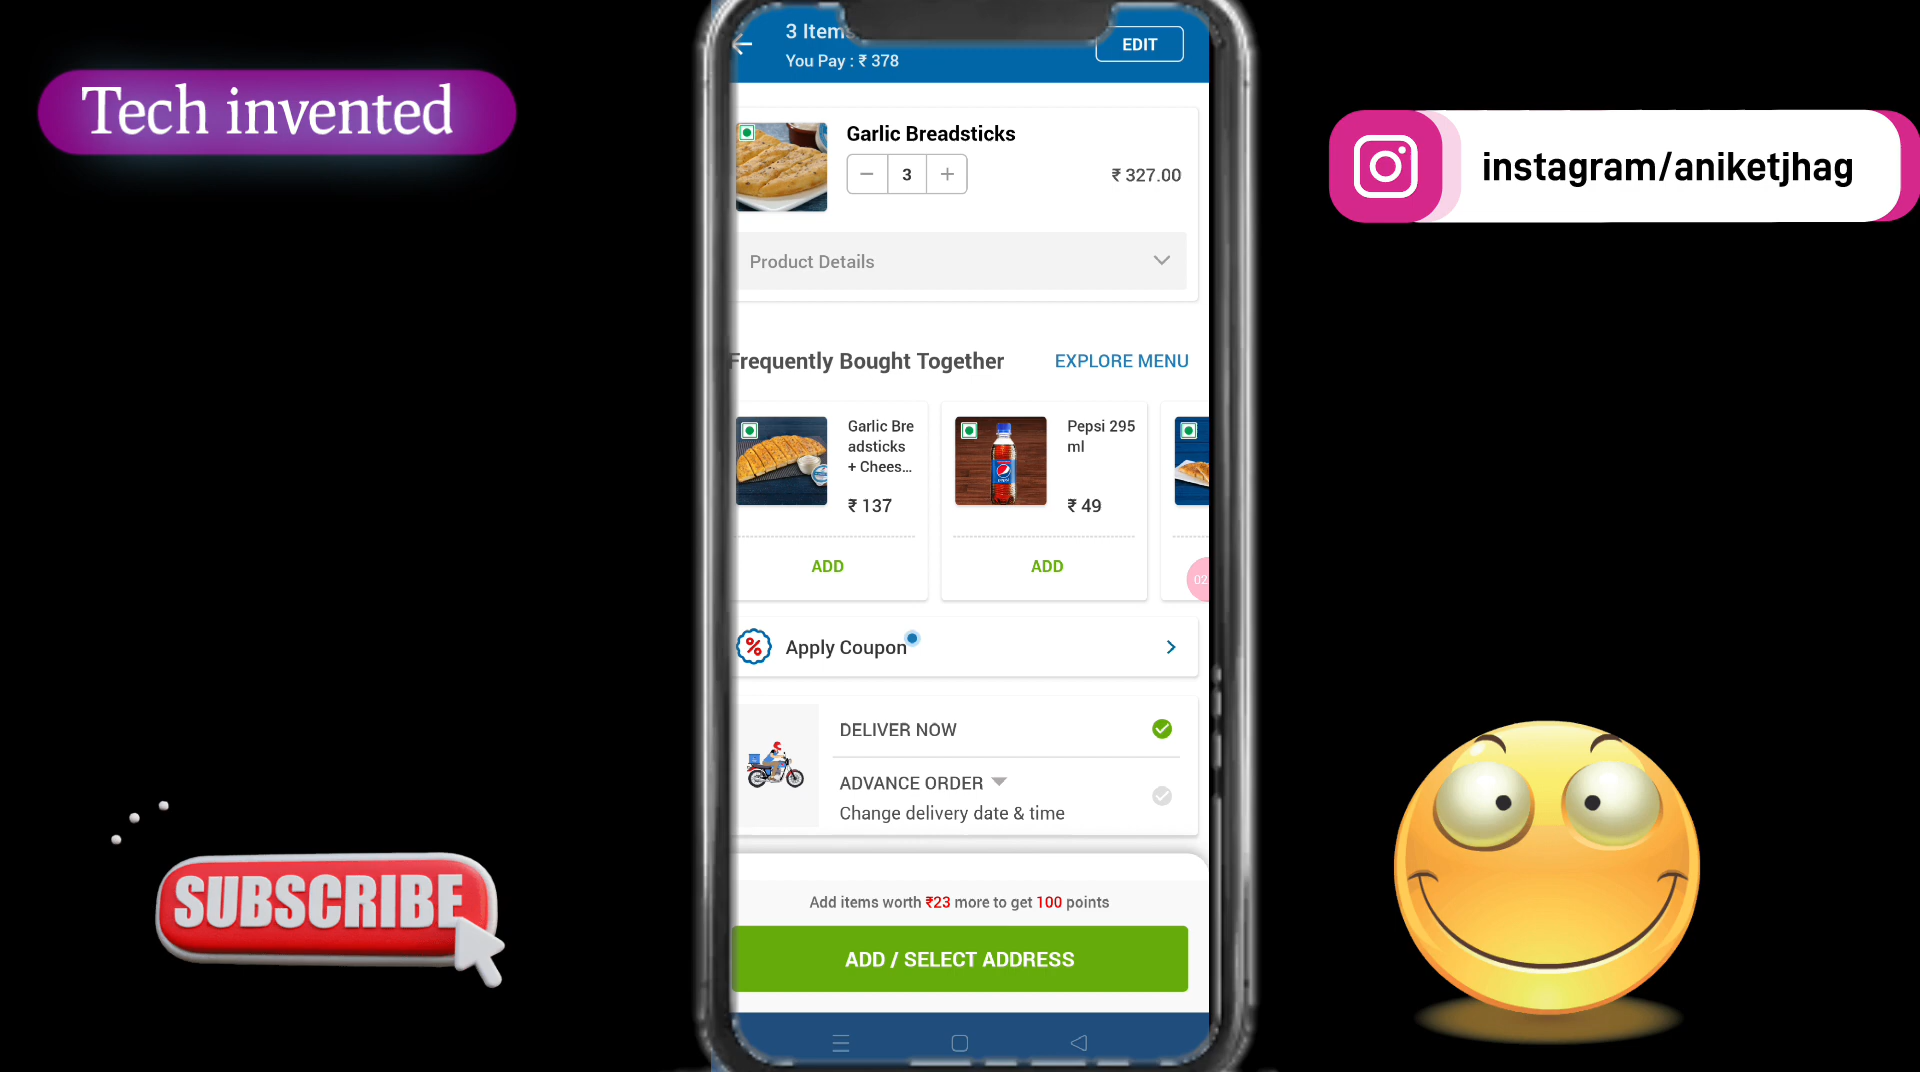 Tech invented
3 Items
You Pay : ₹ 378
EDIT
instagram/aniketjhag
Garlic Breadsticks
3
₹ 327.00
Product Details
Frequently Bought Together
EXPLORE MENU
Garlic Bre
adsticks
+ Chees...
₹ 137
ADD
Pepsi 295
ml
₹ 49
ADD
02
%
Apply Coupon
DELIVER NOW
ADVANCE ORDER
Change delivery date & time
SUBSCRIBE
Add items worth ₹23 more to get 100 points
ADD / SELECT ADDRESS